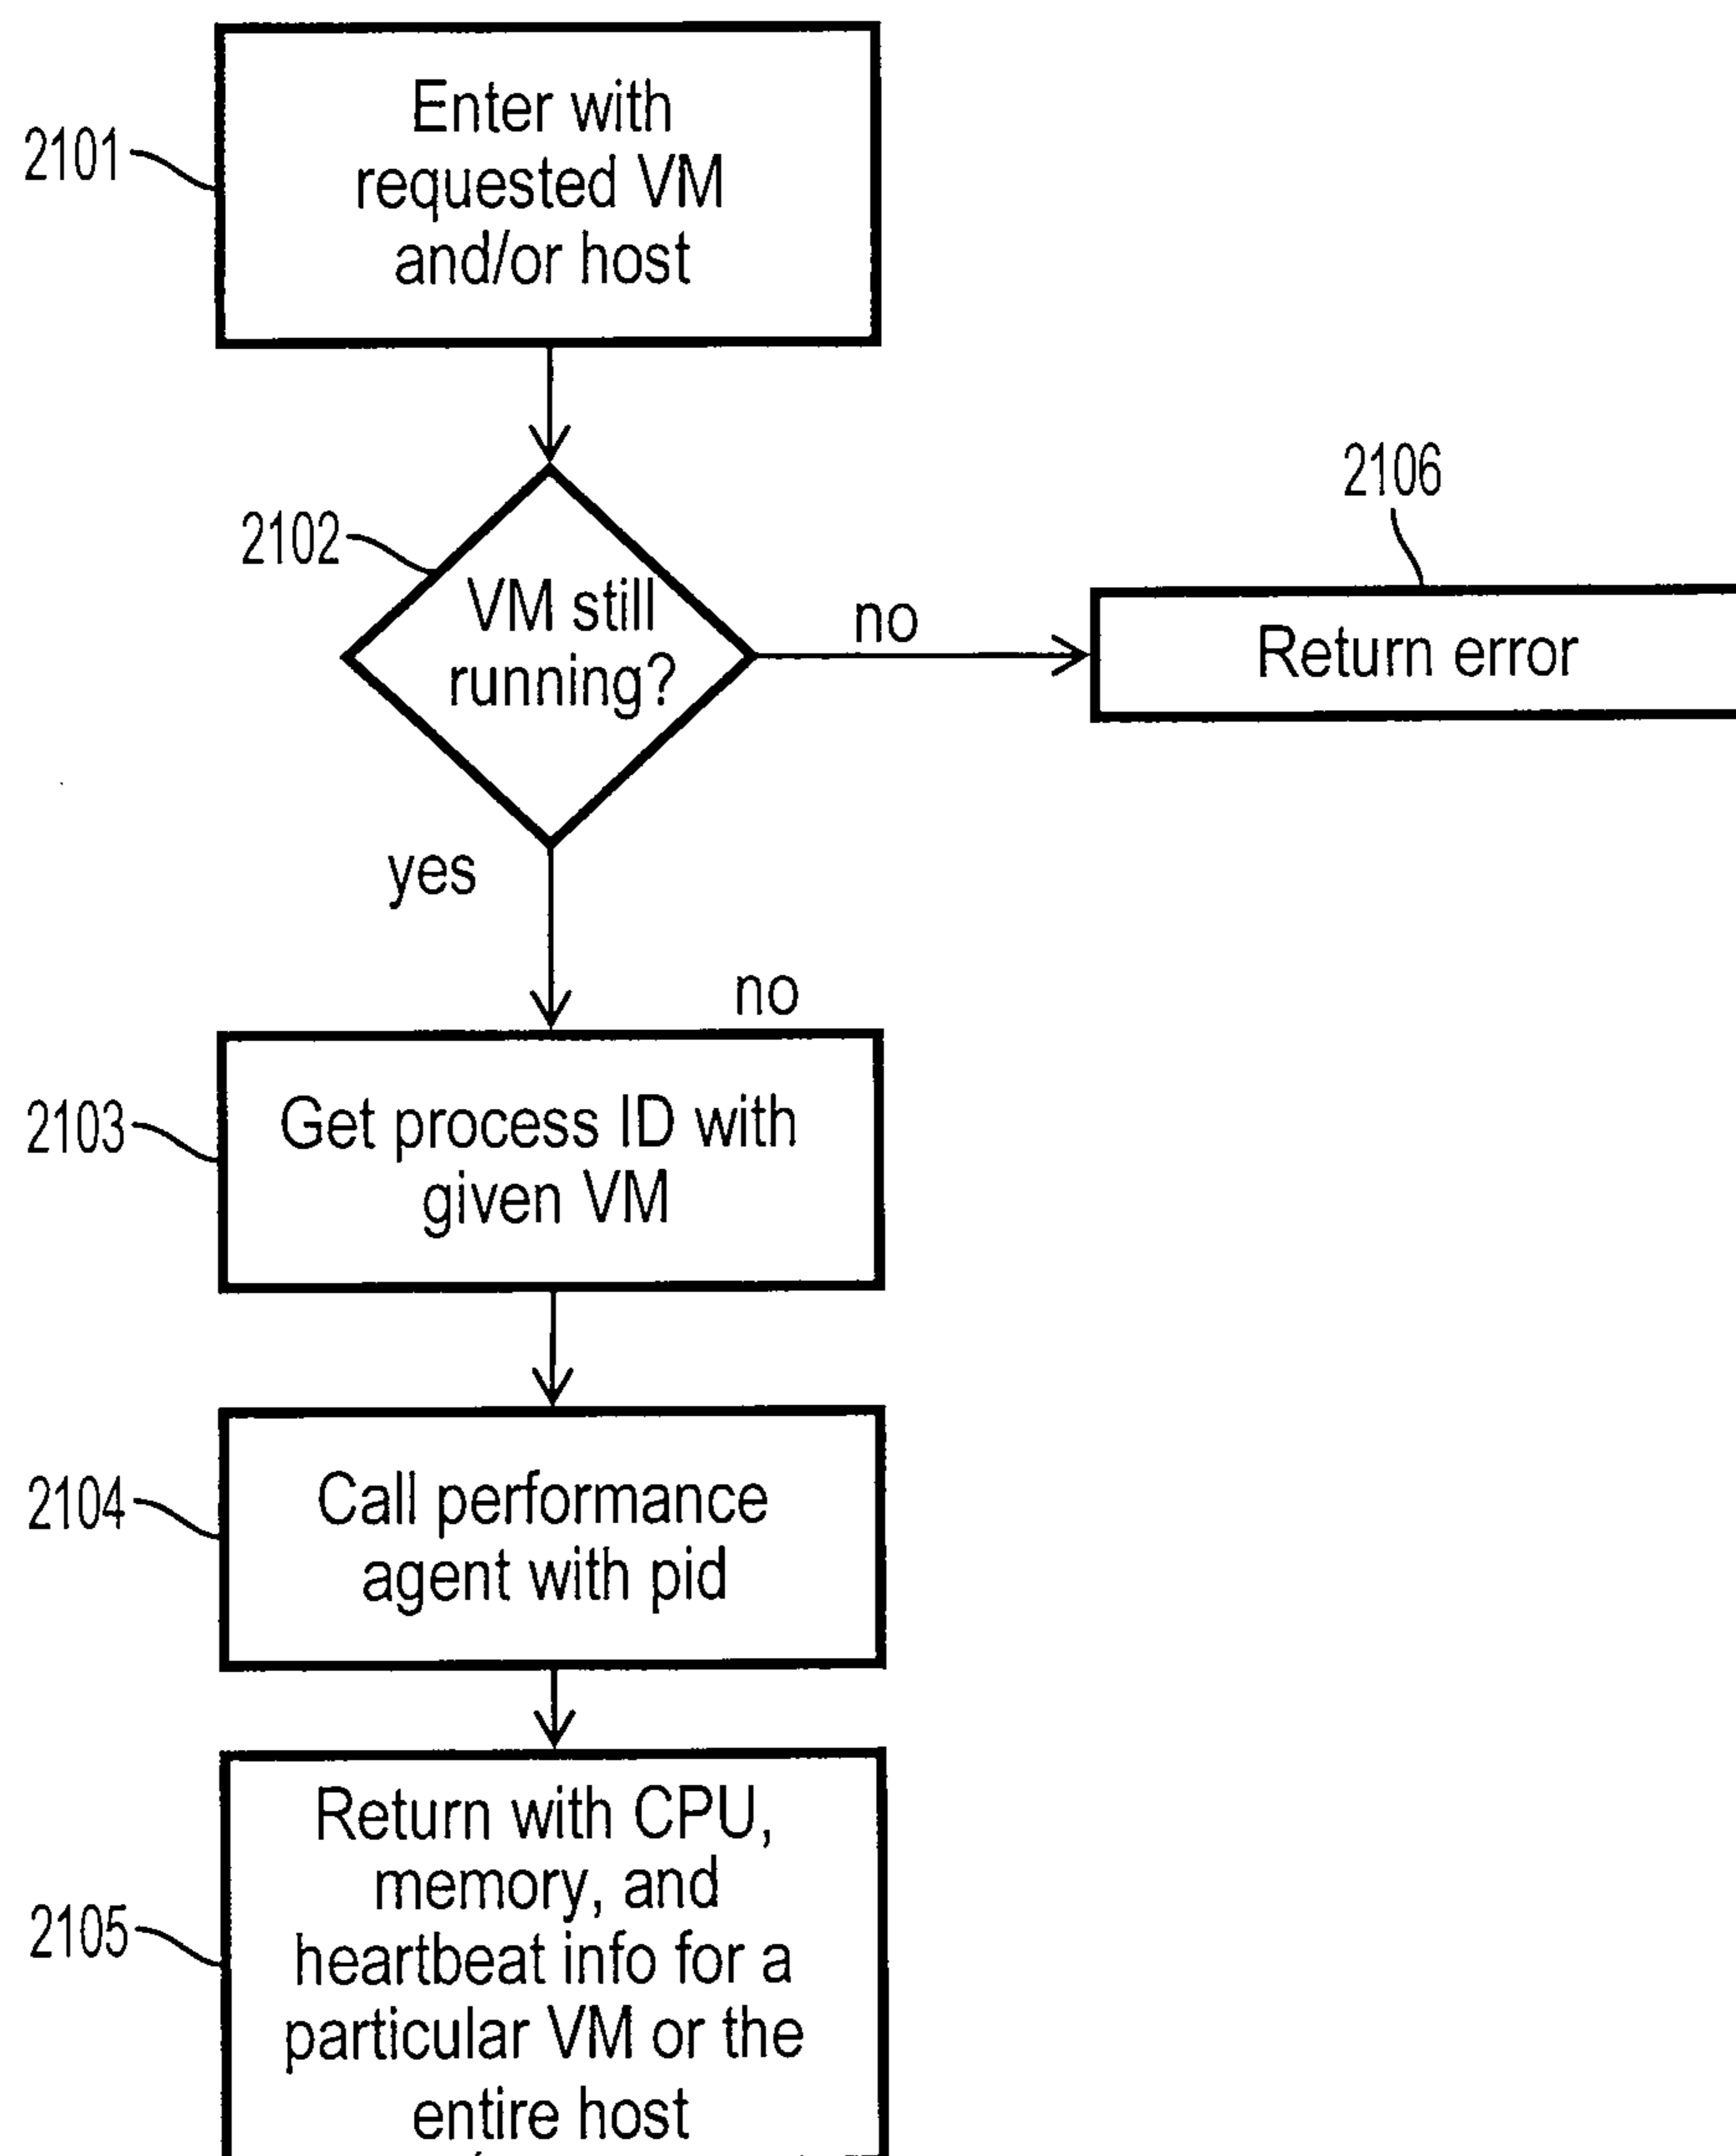 2101
Enter with
requested VM
and/or host
2102
VM still
running?
no
2106
Return error
yes
no
2103
Get process ID with
given VM
2104
Call performance
agent with pid
2105
Return with CPU,
memory, and
heartbeat info for a
particular VM or the
entire host